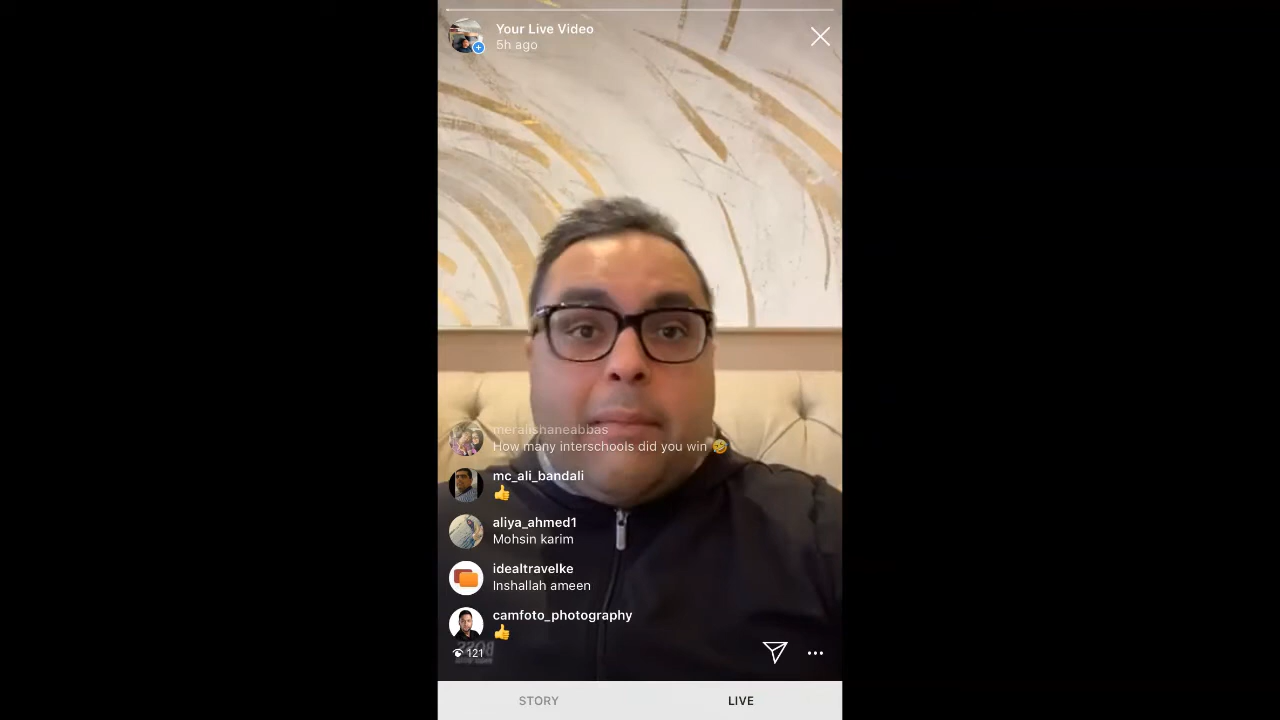 Your Live Video
5h ago
meralishaneabbas
How many interschools did you win 🤣
mc_ali_bandali
👍
aliya_ahmed1
Mohsin karim
idealtravelke
Inshallah ameen
camfoto_photography
👍
121
STORY
LIVE